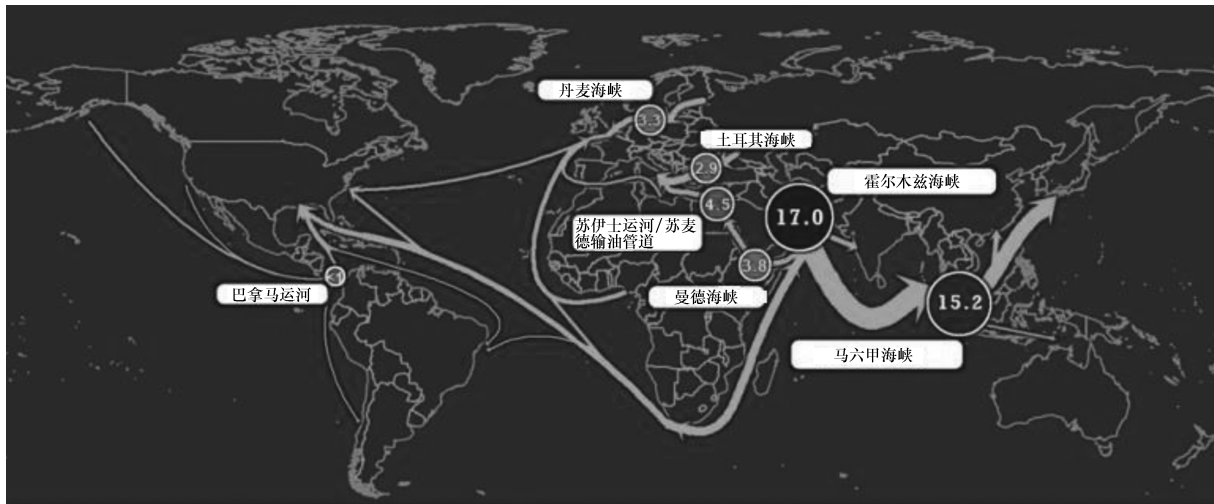 丹麦海峡
3.3
土耳其海峡
2.9
霍尔木兹海峡
4.5
17.0
苏伊士运河/苏麦
德输油管道
3.8
曼德海峡
巴拿马运河
15.2
马六甲海峡